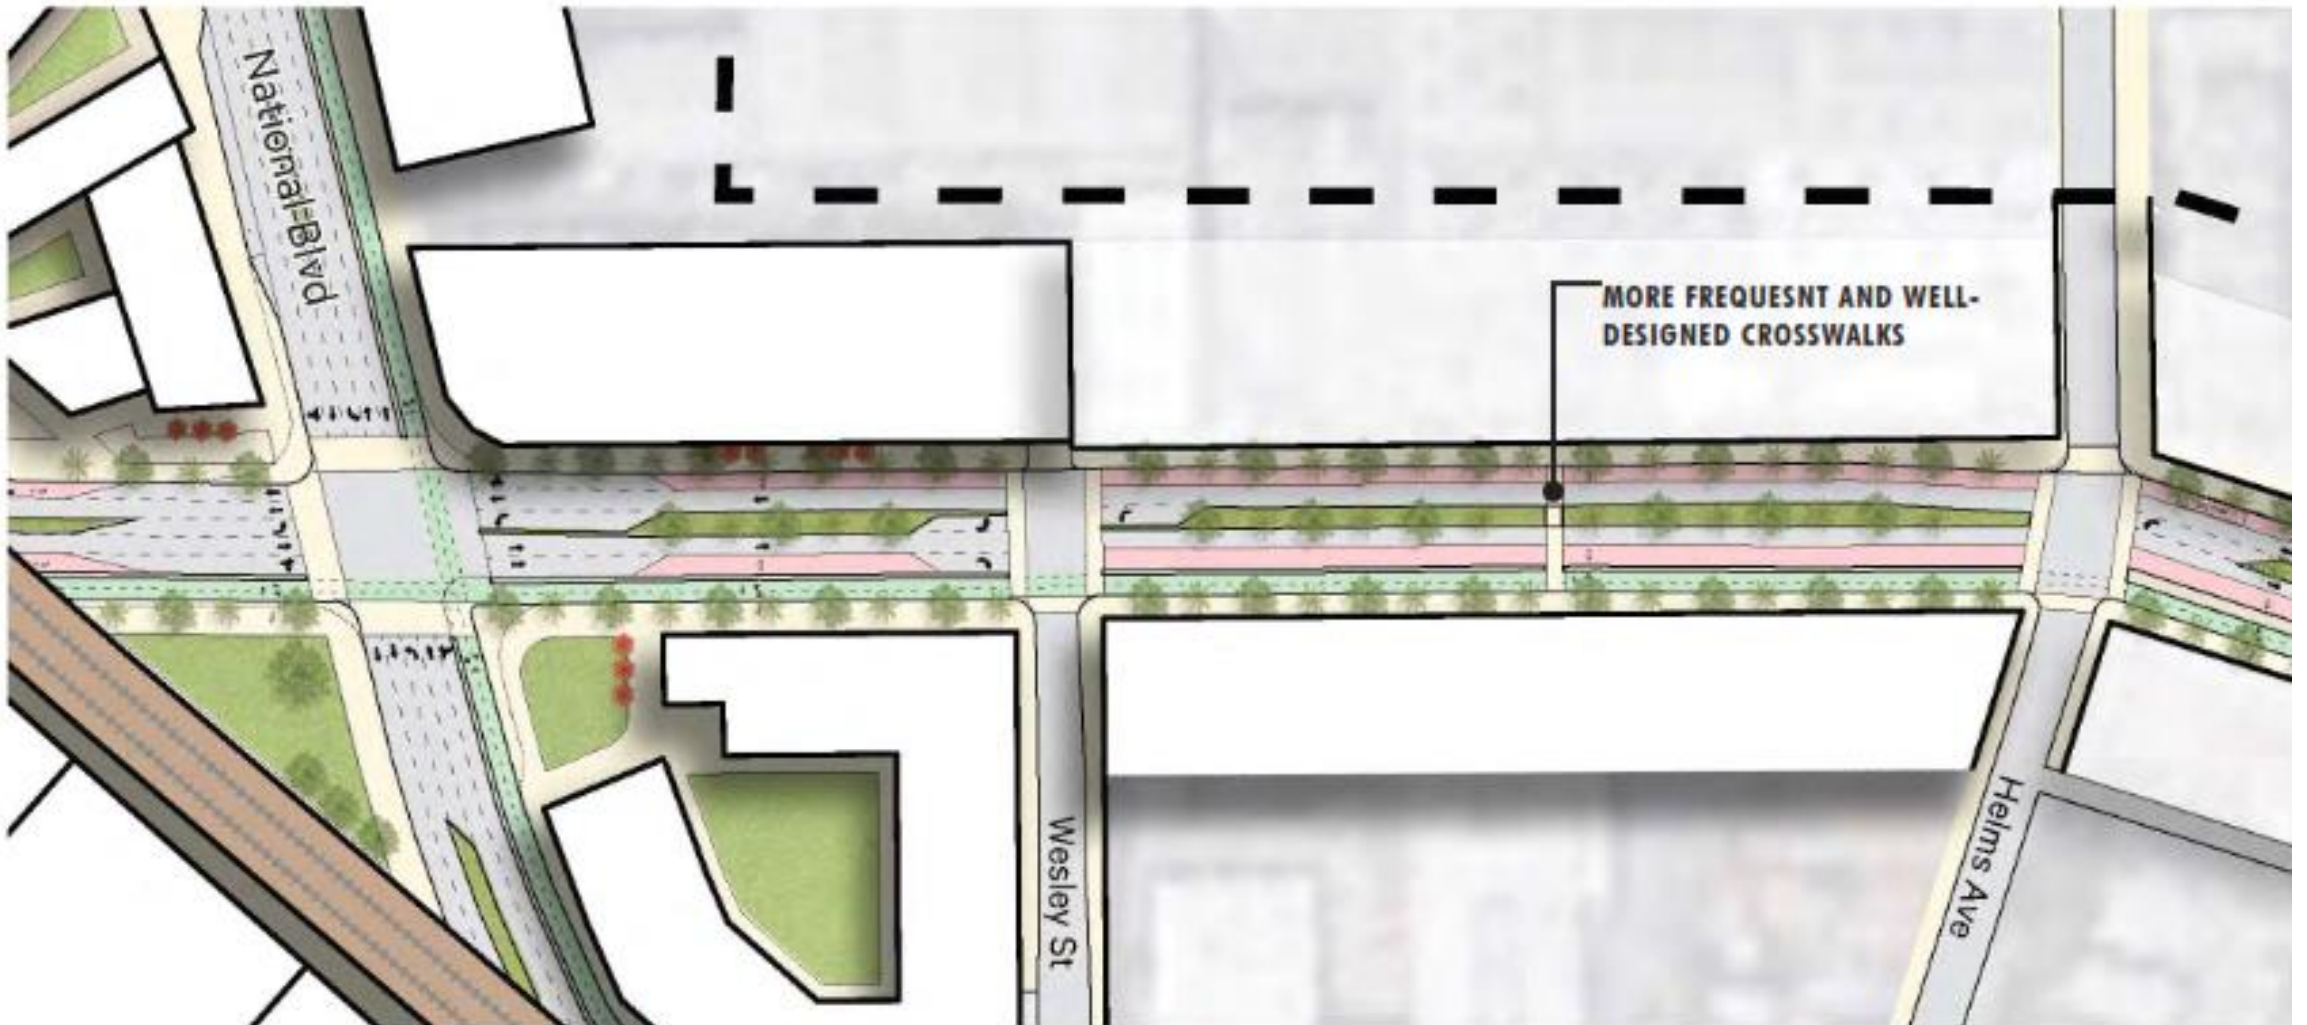 National Blvd
MORE FREQUESNT AND WELL-
DESIGNED CROSSWALKS
Wesley St
Helms Ave